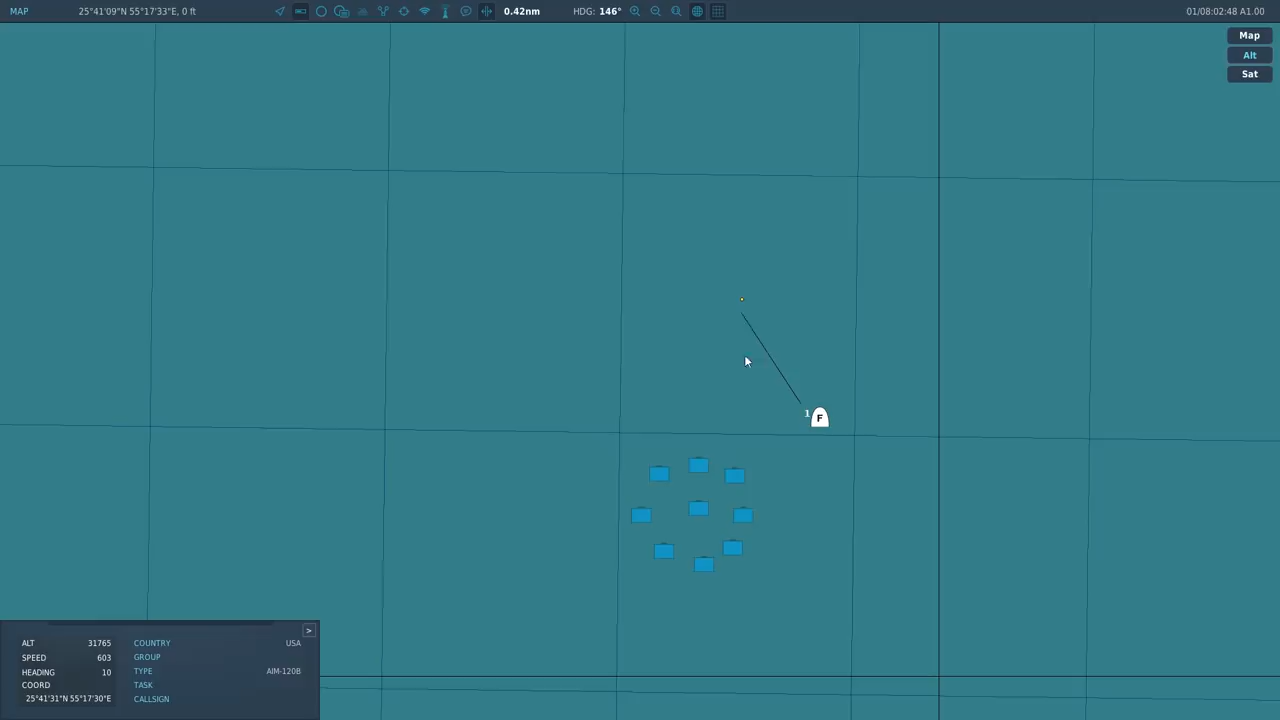 MAP 25°41'09"N 55°17'33"E, 0 ft 0.42nm HDG: 146° 01/08:02:48 A1.00
Map
Alt
Sat
1 F
>
ALT 31765 COUNTRY USA
SPEED 603 GROUP
HEADING 10 TYPE AIM-120B
COORD TASK
25°41'31"N 55°17'30"E CALLSIGN